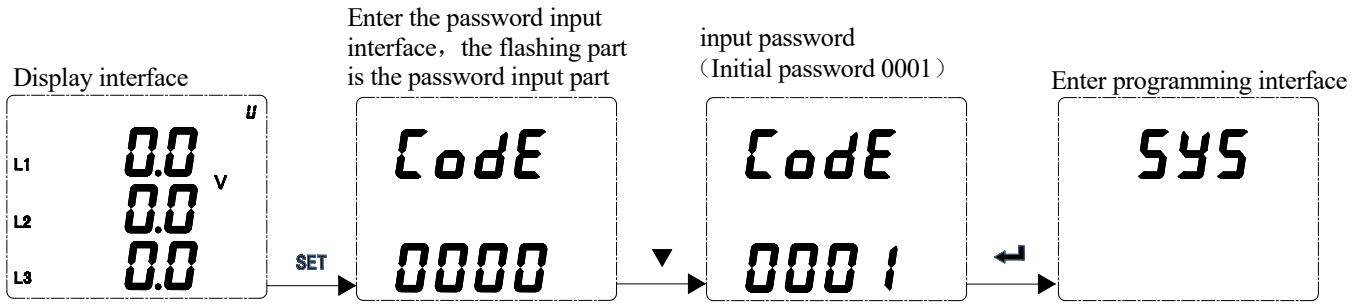 Display interface
U
L1 0.0
V
L2 0.0
L3 0.0
SET
Enter the password input
interface，the flashing part
is the password input part
CodE
0000
▼
input password
（Initial password 0001）
CodE
0001
Enter programming interface
SYS